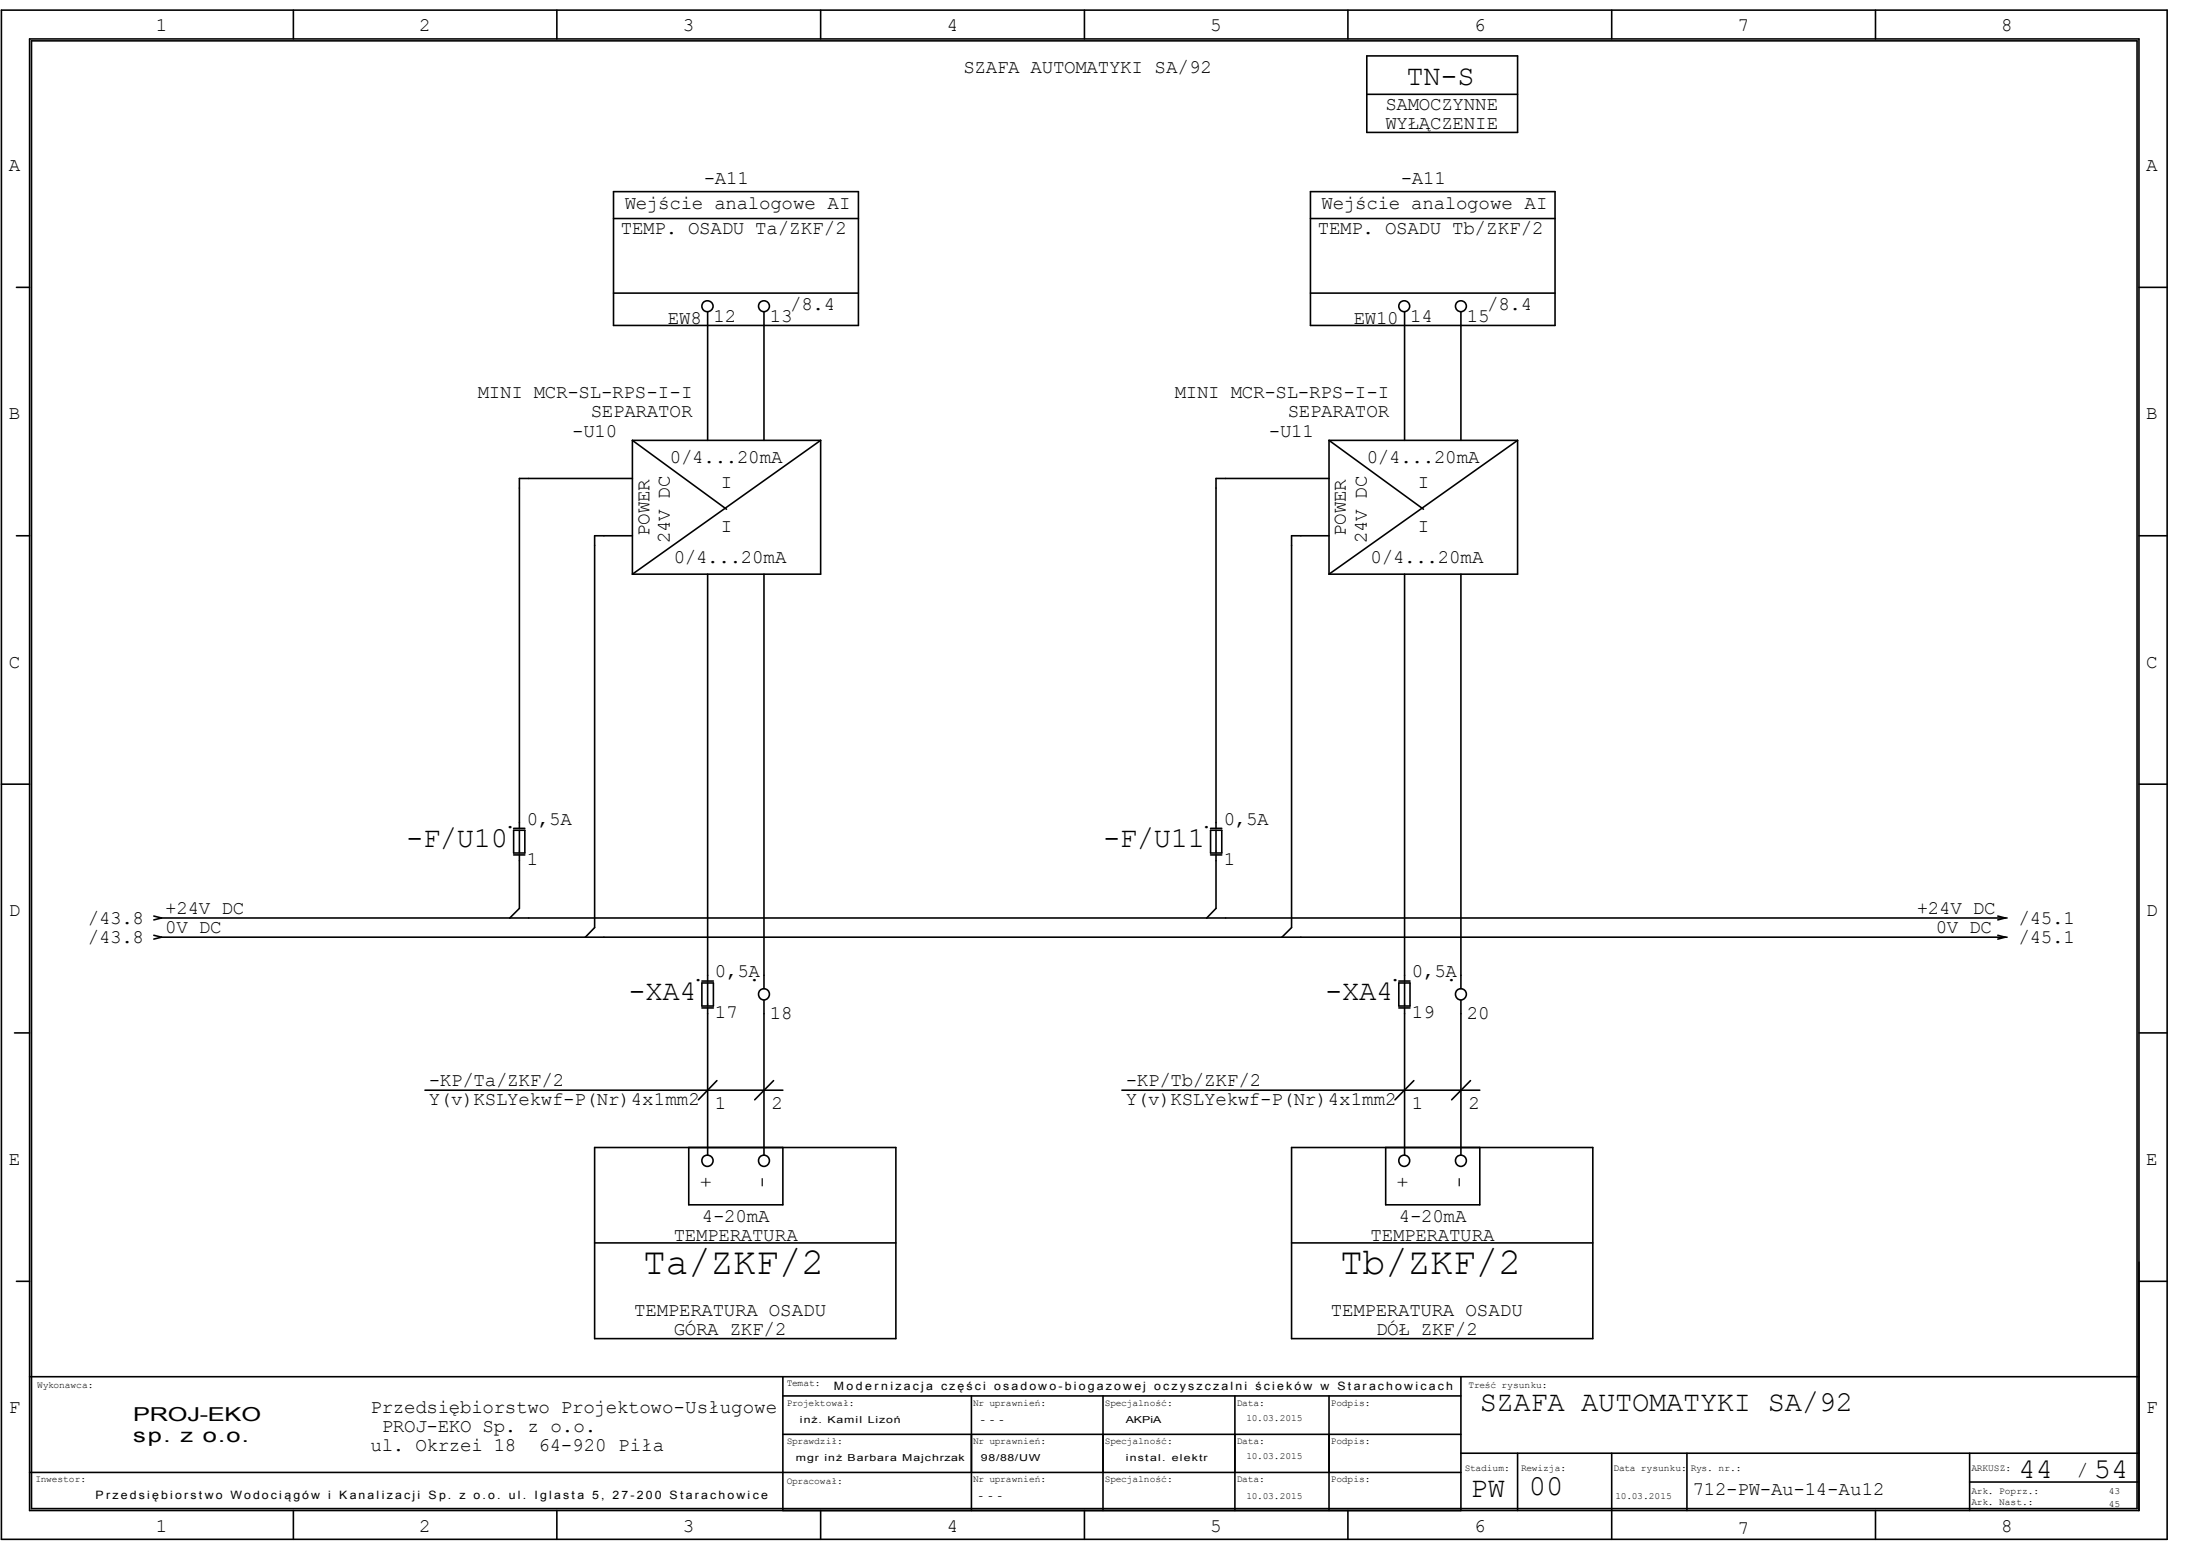 1 2 3 4 5 6 7 8
SZAFA AUTOMATYKI SA/92
TN-S
SAMOCZYNNE
WYŁĄCZENIE
A A
-A11
Wejście analogowe AI
TEMP. OSADU Ta/ZKF/2
EW8 12 13 /8.4
-A11
Wejście analogowe AI
TEMP. OSADU Tb/ZKF/2
EW10 14 15 /8.4
B B
MINI MCR-SL-RPS-I-I
SEPARATOR
-U10
0/4...20mA
I
POWER
24V DC
I
0/4...20mA
MINI MCR-SL-RPS-I-I
SEPARATOR
-U11
0/4...20mA
I
POWER
24V DC
I
0/4...20mA
C C
-F/U10 0,5A
1
-F/U11 0,5A
1
D D
/43.8 +24V DC
/43.8 0V DC
+24V DC /45.1
0V DC /45.1
-XA4 0,5A
17 18
-XA4 0,5A
19 20
-KP/Ta/ZKF/2
Y(v)KSLYekwf-P(Nr)4x1mm2 1 2
-KP/Tb/ZKF/2
Y(v)KSLYekwf-P(Nr)4x1mm2 1 2
E E
+ -
4-20mA
TEMPERATURA
Ta/ZKF/2
TEMPERATURA OSADU
GÓRA ZKF/2
+ -
4-20mA
TEMPERATURA
Tb/ZKF/2
TEMPERATURA OSADU
DÓŁ ZKF/2
F F
Wykonawca:
PROJ-EKO
sp. z o.o.
Przedsiębiorstwo Projektowo-Usługowe
PROJ-EKO Sp. z o.o.
ul. Okrzei 18 64-920 Piła
Inwestor:
Przedsiębiorstwo Wodociągów i Kanalizacji Sp. z o.o. ul. Iglasta 5, 27-200 Starachowice
Temat: Modernizacja części osadowo-biogazowej oczyszczalni ścieków w Starachowicach
Projektował: Nr uprawnień: Specjalność: Data: Podpis:
inż. Kamil Lizoń --- AKPiA 10.03.2015
Sprawdził: Nr uprawnień: Specjalność: Data: Podpis:
mgr inż Barbara Majchrzak 98/88/UW instal. elektr 10.03.2015
Opracował: Nr uprawnień: Specjalność: Data: Podpis:
--- 10.03.2015
Treść rysunku:
SZAFA AUTOMATYKI SA/92
Stadium: Rewizja: Data rysunku: Rys. nr.: ARKUSZ: 44 / 54
PW 00 10.03.2015 712-PW-Au-14-Au12
Ark. Poprz.: 43
Ark. Nast.: 45
1 2 3 4 5 6 7 8